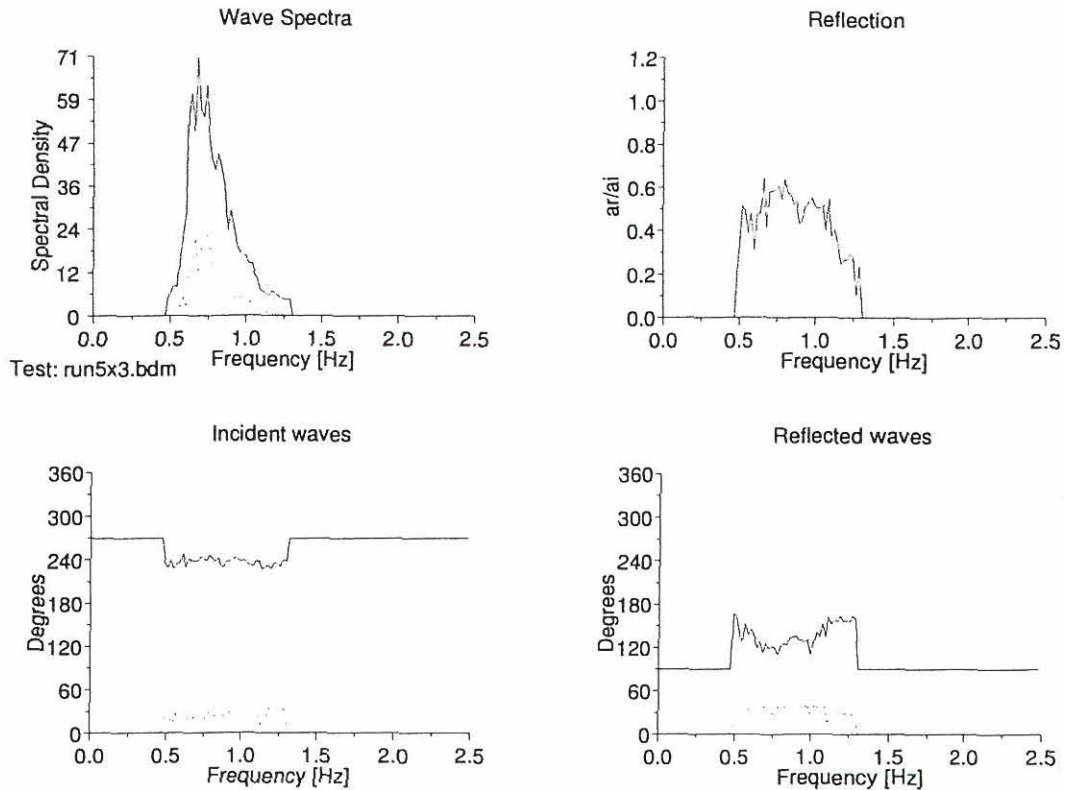 Wave Spectra
71
59
47
36
24
12
0
Spectral Density
0.0 0.5 1.0 1.5 2.0 2.5
Frequency [Hz]
Test: run5x3.bdm
Reflection
1.2
1.0
0.8
0.6
0.4
0.2
0.0
ar/ai
0.0 0.5 1.0 1.5 2.0 2.5
Frequency [Hz]
Incident waves
360
300
240
180
120
60
0
Degrees
0.0 0.5 1.0 1.5 2.0 2.5
Frequency [Hz]
Reflected waves
360
300
240
180
120
60
0
Degrees
0.0 0.5 1.0 1.5 2.0 2.5
Frequency [Hz]